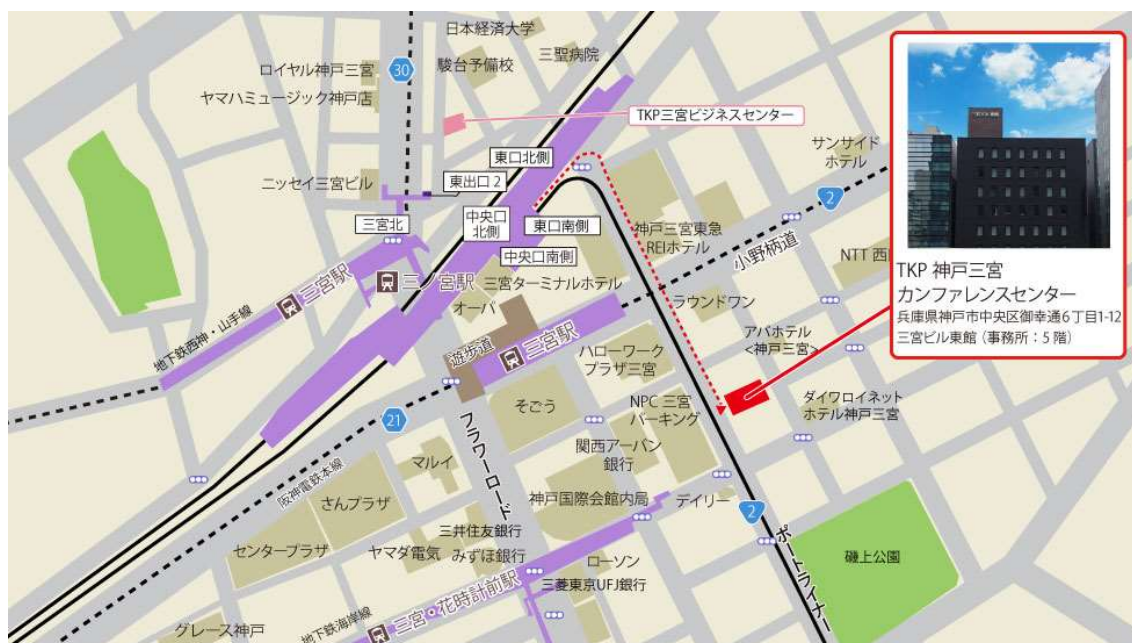 日本経済大学
三聖病院
駿台予備校
ロイヤル神戸三宮
30
ヤマハミュージック神戸店
TKP三宮ビジネスセンター
サンサイド
ホテル
東口北側
東出口2
ニッセイ三宮ビル
三宮北
中央口
北側
東口南側
中央口南側
神戸三宮東急
REIホテル
2
小野柄道
NTT 西
三宮駅
三ノ宮駅
三宮ターミナルホテル
オーパ
ラウンドワン
地下鉄西神・山手線
遊歩道
三宮駅
ハローワーク
プラザ三宮
アパホテル
<神戸三宮>
TKP 神戸三宮
カンファレンスセンター
兵庫県神戸市中央区御幸通6丁目1-12
三宮ビル東館(事務所:5階)
そごう
NPC 三宮
パーキング
ダイワロイネット
ホテル神戸三宮
21
フラワーロード
関西アーバン
銀行
マルイ
阪神電鉄本線
さんプラザ
神戸国際会館内局
デイリー
2
ポートライナー
三井住友銀行
センタープラザ
ヤマダ電気
みずほ銀行
ローソン
磯上公園
三菱東京UFJ銀行
三宮・花時計前駅
地下鉄海岸線
グレース神戸